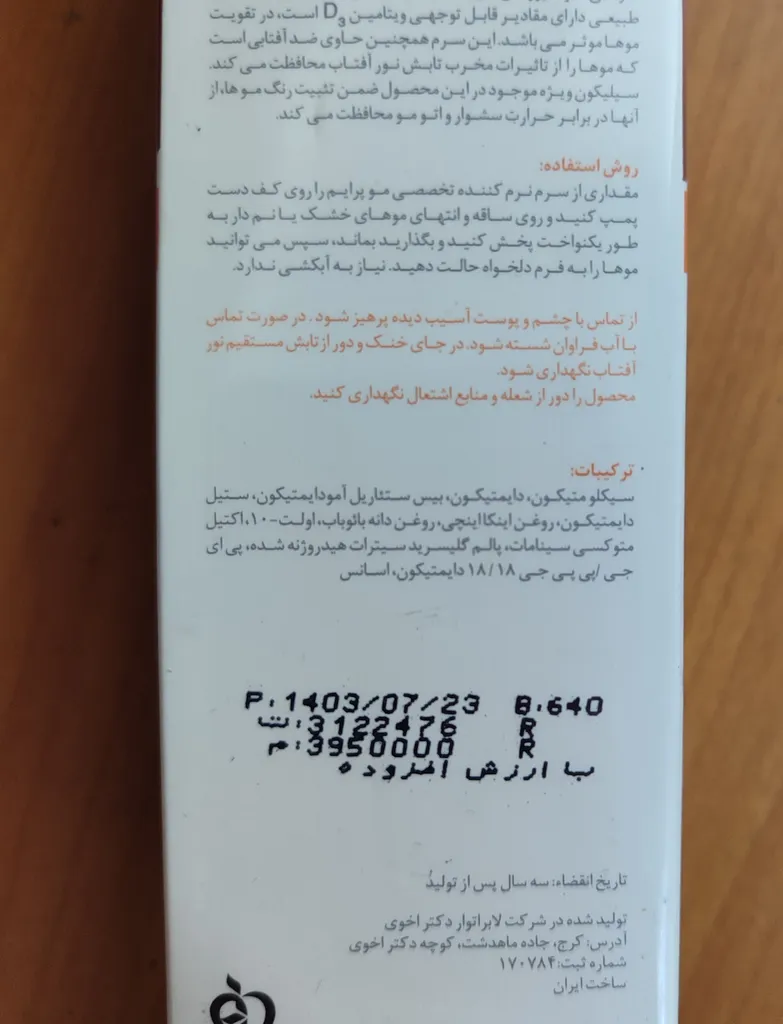 طبیعی دارای مقادیر قابل توجهی ویتامین D3 است، در تقویت
موها موثر می باشد. این سرم همچنین حاوی ضد آفتابی است
که موها را از تاثیرات مخرب تابش نور آفتاب محافظت می کند.
سیلیکون ویژه موجود در این محصول ضمن تثبیت رنگ مو ها، از
آنها در برابر حرارت سشوار و اتو مو محافظت می کند.
روش استفاده:
مقداری از سرم نرم کننده تخصصی مو پرایم را روی کف دست
پمپ کنید و روی ساقه و انتهای موهای خشک یا نم دار به
طور یکنواخت پخش کنید و بگذارید بماند، سپس می توانید
موها را به فرم دلخواه حالت دهید. نیاز به آبکشی ندارد.
از تماس با چشم و پوست آسیب دیده پرهیز شود. در صورت تماس
با آب فراوان شسته شود. در جای خنک و دور از تابش مستقیم نور
آفتاب نگهداری شود.
محصول را دور از شعله و منابع اشتعال نگهداری کنید.
ترکیبات:
سیکلو متیکون، دایمتیکون، بیس ستئاریل آمودایمتیکون، ستیل
دایمتیکون، روغن اینکا اینچی، روغن دانه بائوباب، اولت-۱۰، اکتیل
متوکسی سینامات، پالم گلیسرید سیترات هیدروژنه شده، پی ای
جی /پی پی جی ۱۸/۱۸ دایمتیکون، اسانس
P.1403/07/23 B.640
ت:3122476 R
م:3950000 R
با ارزش افزوده
تاریخ انقضاء: سه سال پس از تولید
تولید شده در شرکت لابراتوار دکتر اخوی
آدرس: کرج، جاده ماهدشت، کوچه دکتر اخوی
شماره ثبت: ۱۷۰۷۸۴
ساخت ایران